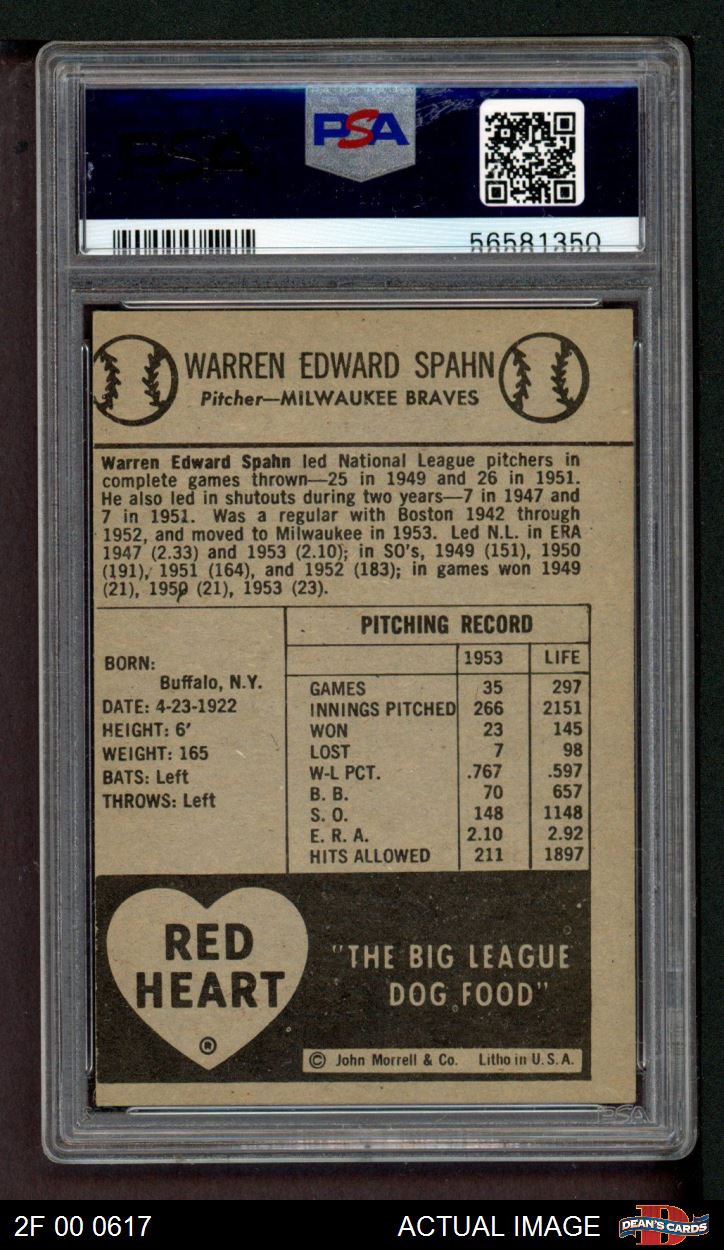 PSA
56581350
WARREN EDWARD SPAHN
Pitcher—MILWAUKEE BRAVES
Warren Edward Spahn led National League pitchers in
complete games thrown—25 in 1949 and 26 in 1951.
He also led in shutouts during two years—7 in 1947 and
7 in 1951. Was a regular with Boston 1942 through
1952, and moved to Milwaukee in 1953. Led N.L. in ERA
1947 (2.33) and 1953 (2.10); in SO's, 1949 (151), 1950
(191), 1951 (164), and 1952 (183); in games won 1949
(21), 1950 (21), 1953 (23).
BORN:
Buffalo, N.Y.
DATE: 4-23-1922
HEIGHT: 6'
WEIGHT: 165
BATS: Left
THROWS: Left
PITCHING RECORD
1953 LIFE
GAMES 35 297
INNINGS PITCHED 266 2151
WON 23 145
LOST 7 98
W-L PCT. .767 .597
B. B. 70 657
S. O. 148 1148
E. R. A. 2.10 2.92
HITS ALLOWED 211 1897
RED
HEART
®
"THE BIG LEAGUE
DOG FOOD"
© John Morrell & Co. Litho in U.S.A.
PSA
2F 00 0617 ACTUAL IMAGE DEAN'S CARDS